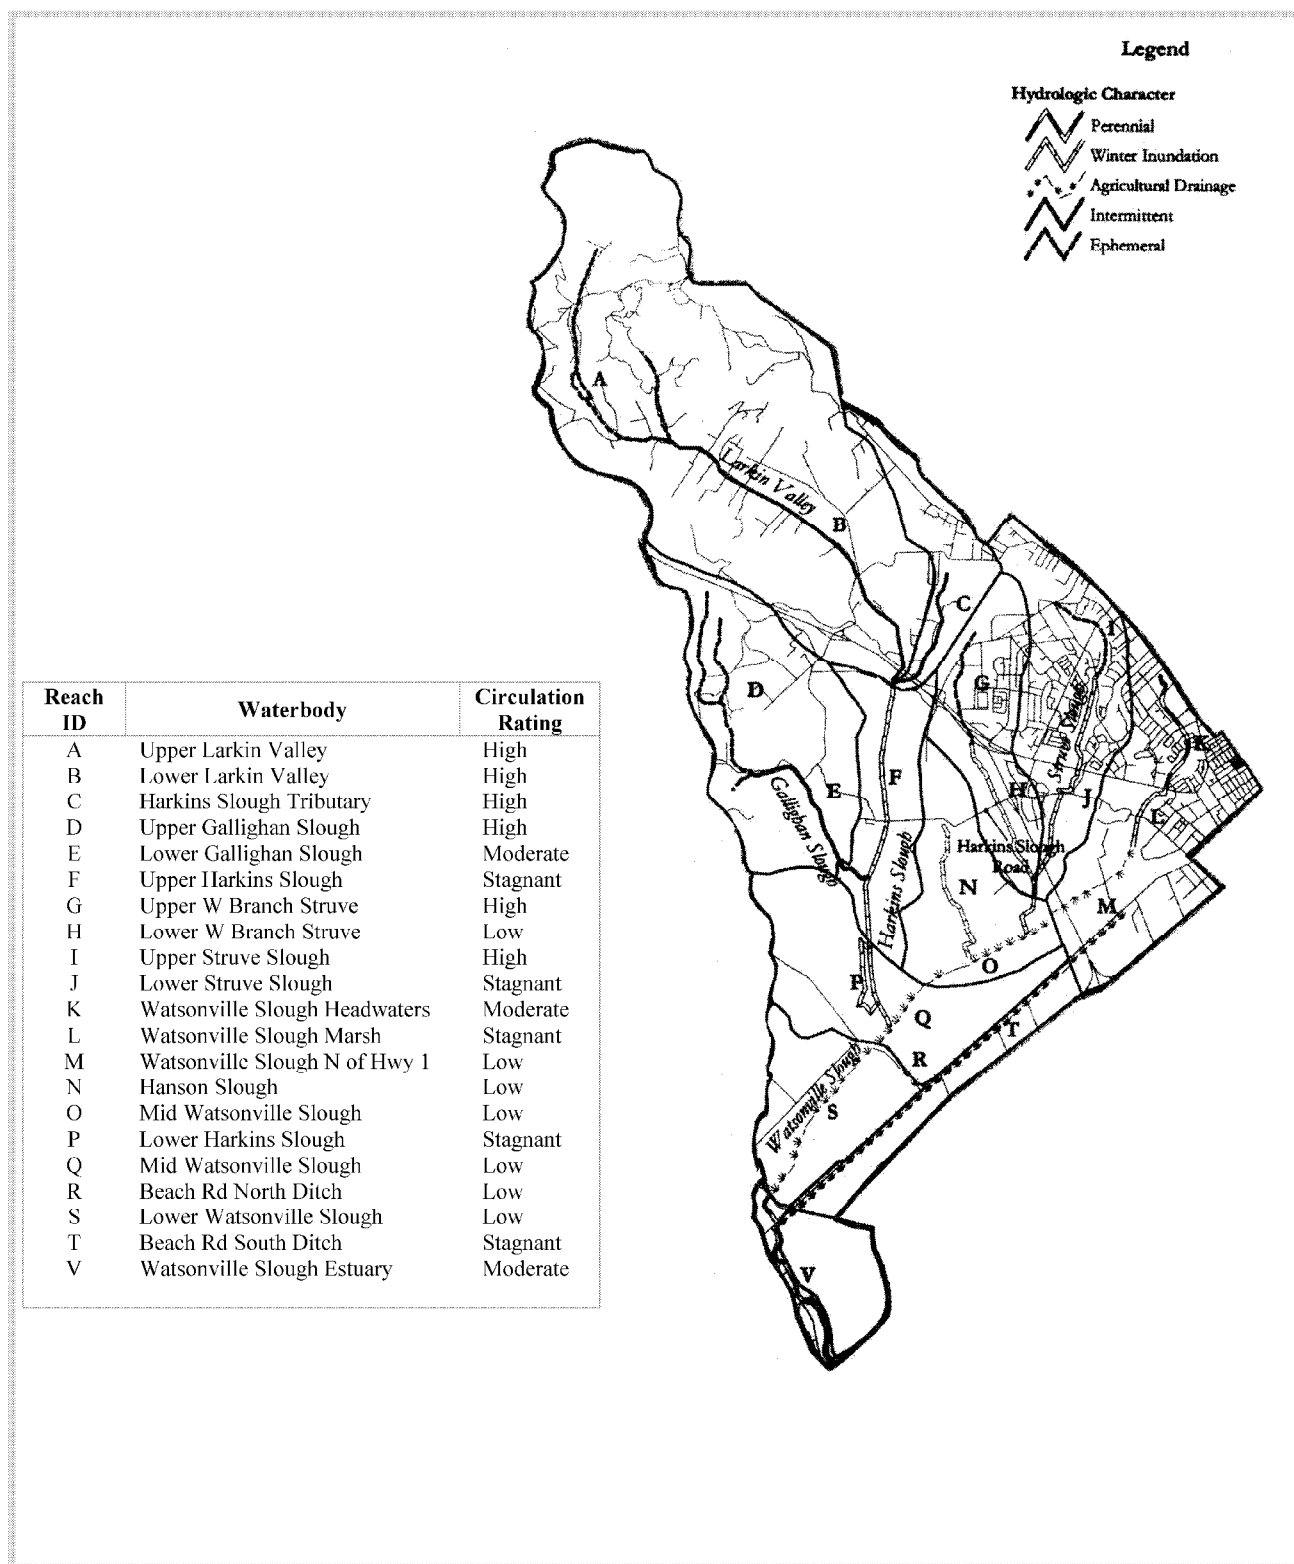 Legend
Hydrologic Character
Perennial
Winter Inundation
Agricultural Drainage
Intermittent
Ephemeral
A
Larkin Valley
B
C
I
D
G
Struve Slough
K
E
F
H
J
L
Gallighan Slough
Harkins Slough
Harkins Slough
Road
N
M
O
P
Q
T
R
Watsonville Slough
S
V
Reach ID Waterbody Circulation Rating
A Upper Larkin Valley High
B Lower Larkin Valley High
C Harkins Slough Tributary High
D Upper Gallighan Slough High
E Lower Gallighan Slough Moderate
F Upper Harkins Slough Stagnant
G Upper W Branch Struve High
H Lower W Branch Struve Low
I Upper Struve Slough High
J Lower Struve Slough Stagnant
K Watsonville Slough Headwaters Moderate
L Watsonville Slough Marsh Stagnant
M Watsonville Slough N of Hwy 1 Low
N Hanson Slough Low
O Mid Watsonville Slough Low
P Lower Harkins Slough Stagnant
Q Mid Watsonville Slough Low
R Beach Rd North Ditch Low
S Lower Watsonville Slough Low
T Beach Rd South Ditch Stagnant
V Watsonville Slough Estuary Moderate